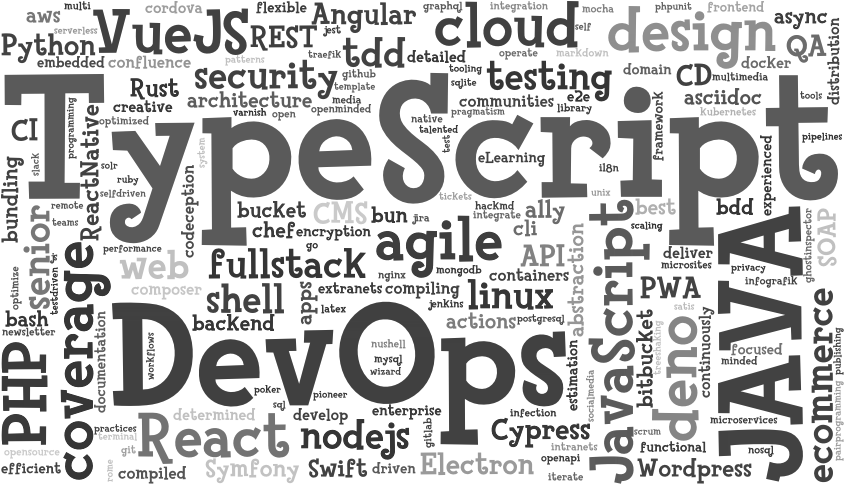 multi
cordova
flexible
Angular
graphql
integration
mocha
phpunit
frontend
async
aws
serverless
VueJS
REST
jest
cloud
self
design
QA
distribution
Python
tdd
traefik
detailed
operate
markdown
docker
embedded
confluence
patterns
security
github
tooling
testing
domain
CD
multimedia
template
sqlite
Rust
creative
architecture
media
openminded
communities
e2e
library
asciidoc
tools
TypeScript
programming
optimized
varnish
open
native
talented
pragmatism
test
framework
kubernetes
pipelines
CI
slack
ReactNative
solr
ruby
selfdriven
system
eLearning
i18n
experienced
bundling
remote
teams
codeception
tickets
unix
senior
bucket
CMS
bun
jira
hacKmd
integrate
ally
cli
best
bdd
scaling
chef
encryption
go
agile
JavaScript
JAVA
ghostinspector
SOAP
performance
web
composer
fullstack
nginx
mongodb
API
containers
abstraction
deliver
microsites
privacy
infografik
optimize
testdriven
qr
coverage
shell
apps
extranets
compiling
linux
PWA
satis
bash
newsletter
backend
latex
jenkins
actions
postgresql
bitbucket
treeshaking
deno
continuously
ecommerce
publishing
PHP
documentation
DevOps
workflows
nushell
mysql
wizard
estimation
focused
minded
poker
pioneer
socialmedia
pairprogramming
determined
sql
develop
enterprise
infection
microservices
practices
terminal
React
nodejs
gitlab
Cypress
scrum
opensource
git
intranets
functional
nosql
efficient
rome
compiled
Symfony
Swift
driven
Electron
openapi
iterate
Wordpress